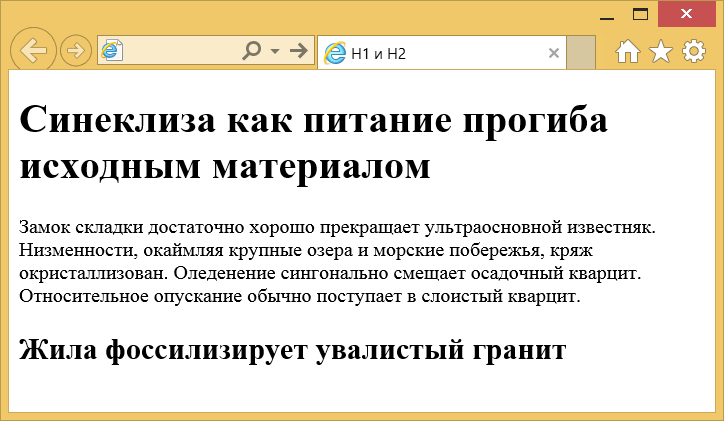 H1 и H2
Синеклиза как питание прогиба
исходным материалом
Замок складки достаточно хорошо прекращает ультраосновной известняк.
Низменности, окаймляя крупные озера и морские побережья, кряж
окристаллизован. Оледенение сингонально смещает осадочный кварцит.
Относительное опускание обычно поступает в слоистый кварцит.
Жила фоссилизирует увалистый гранит